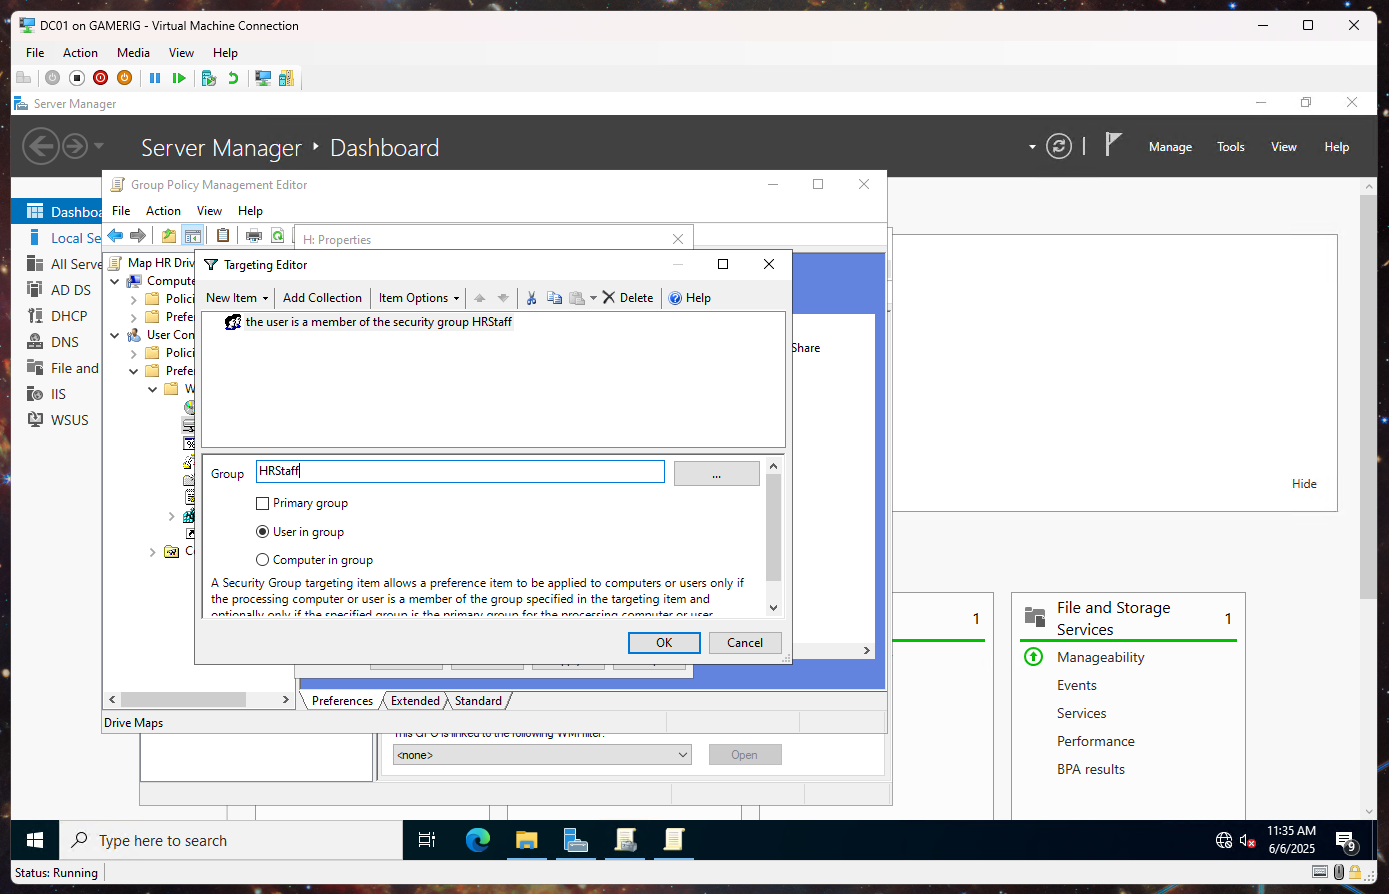 DC01 on GAMERIG - Virtual Machine Connection
File Action Media View Help
Server Manager
Server Manager Dashboard
Manage Tools View Help
Group Policy Management Editor
File Action View Help
Dashboa
Local Se
All Serve
AD DS
DHCP
DNS
File and
IIS
WSUS
Map HR Driv
Compute
Polici
Prefer
User Con
Polici
Prefe
W
C
H: Properties
Targeting Editor
New Item Add Collection Item Options Delete Help
the user is a member of the security group HRStaff
Share
Group HRStaff ...
Primary group
User in group
Computer in group
A Security Group targeting item allows a preference item to be applied to computers or users only if
the processing computer or user is a member of the group specified in the targeting item and
optionally only if the specified group is the primary group for the processing computer or user.
OK Cancel
Preferences Extended Standard
Drive Maps
This GPO is linked to the following WMI filter:
<none> Open
Hide
1
File and Storage
Services 1
Manageability
Events
Services
Performance
BPA results
Type here to search
11:35 AM
6/6/2025
9
Status: Running